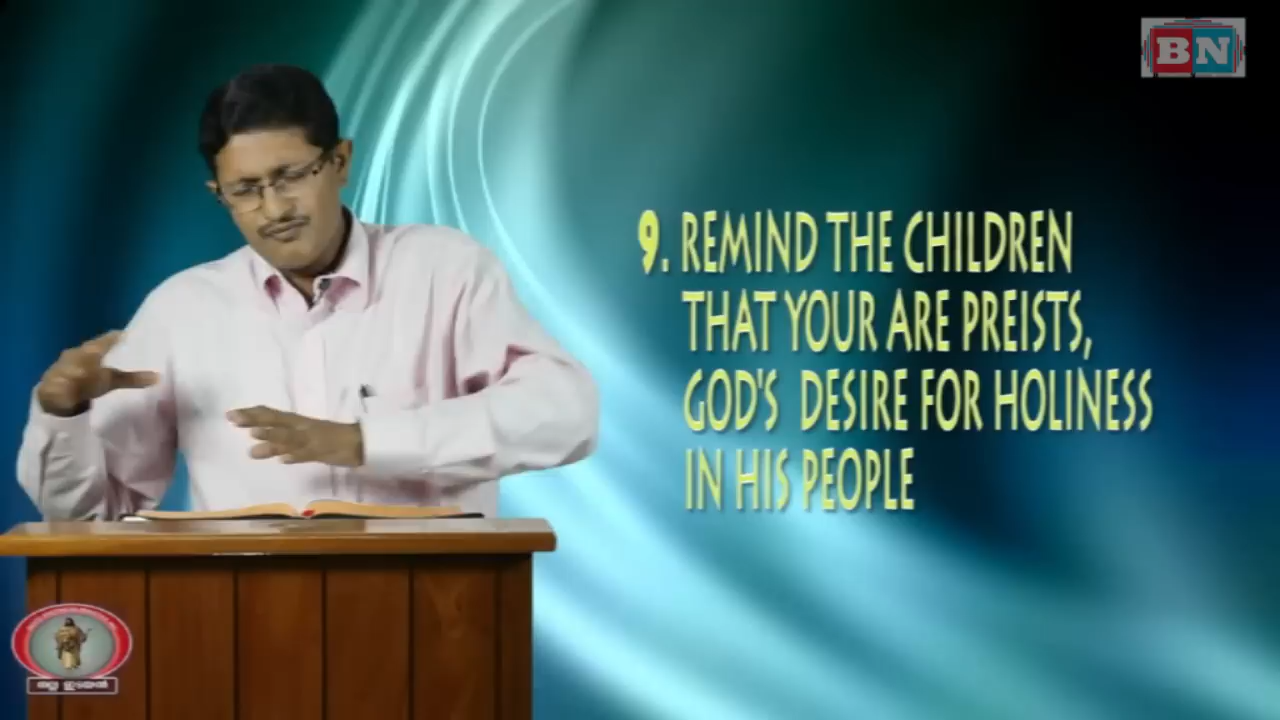 BN
9. REMIND THE CHILDREN
THAT YOUR ARE PREISTS,
GOD'S DESIRE FOR HOLINESS
IN HIS PEOPLE